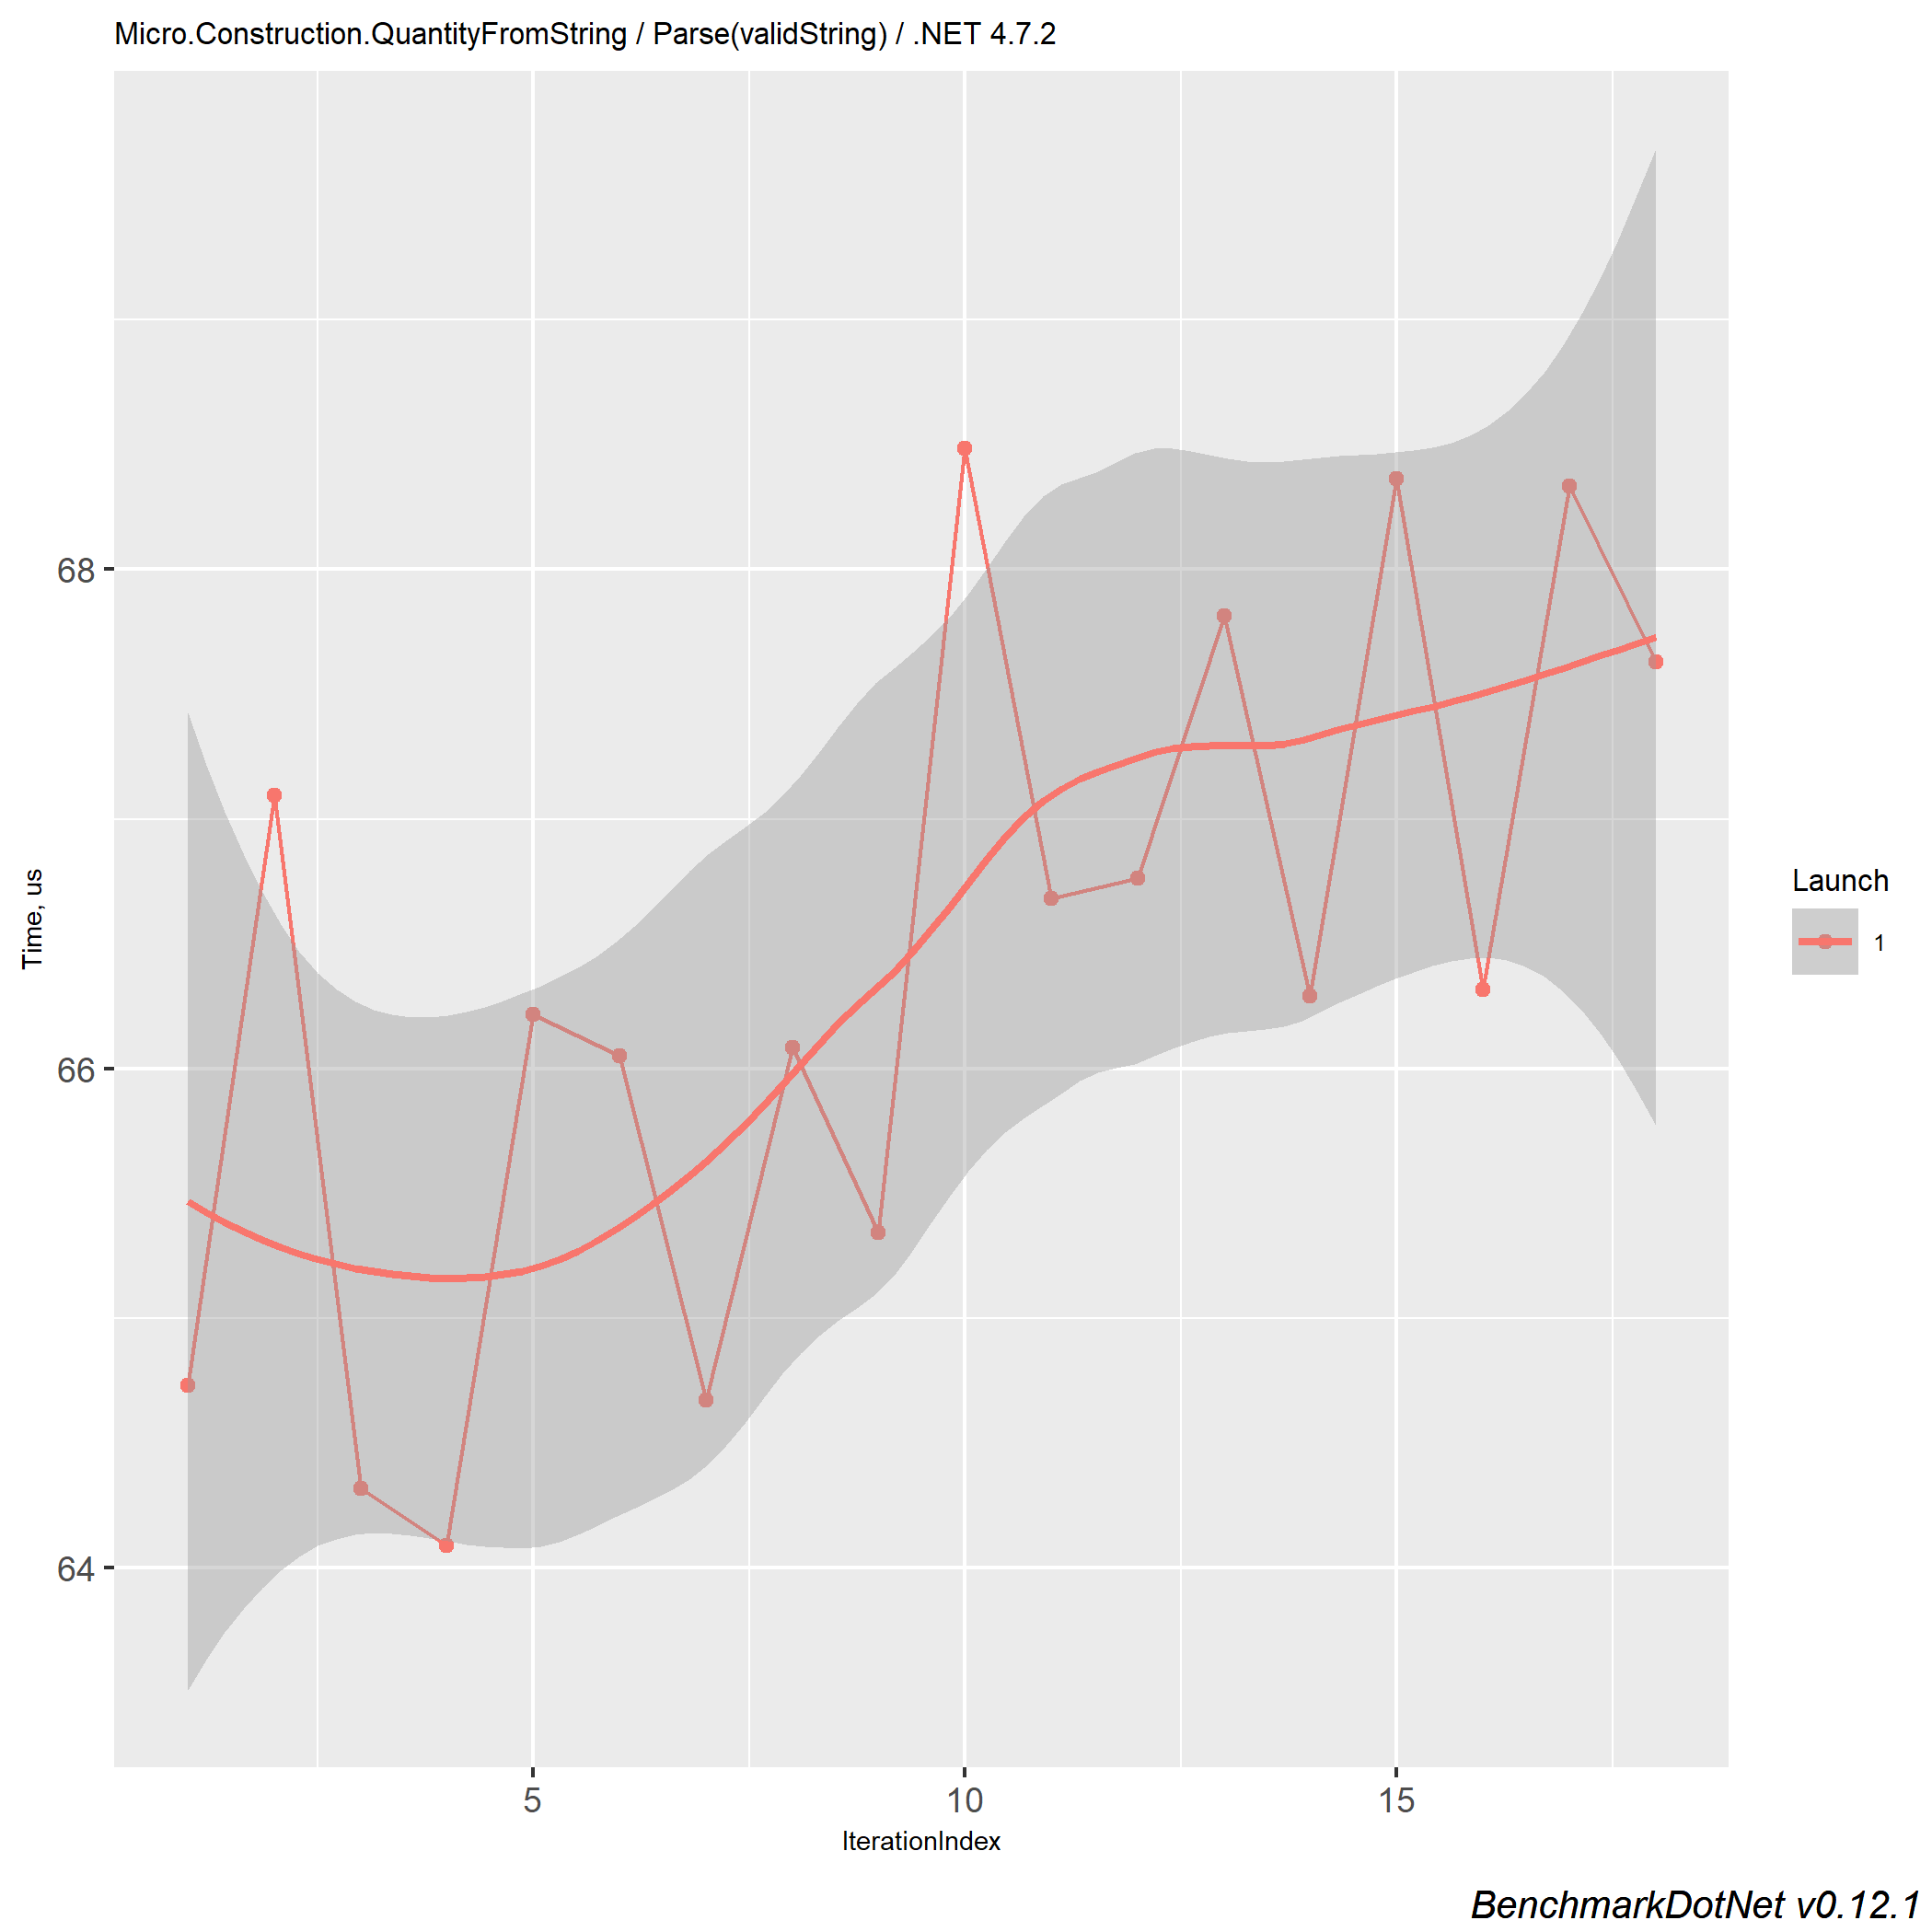 Micro.Construction.QuantityFromString / Parse(validString) / .NET 4.7.2
68
66
64
Time, us
5 10 15
IterationIndex
Launch
1
BenchmarkDotNet v0.12.1